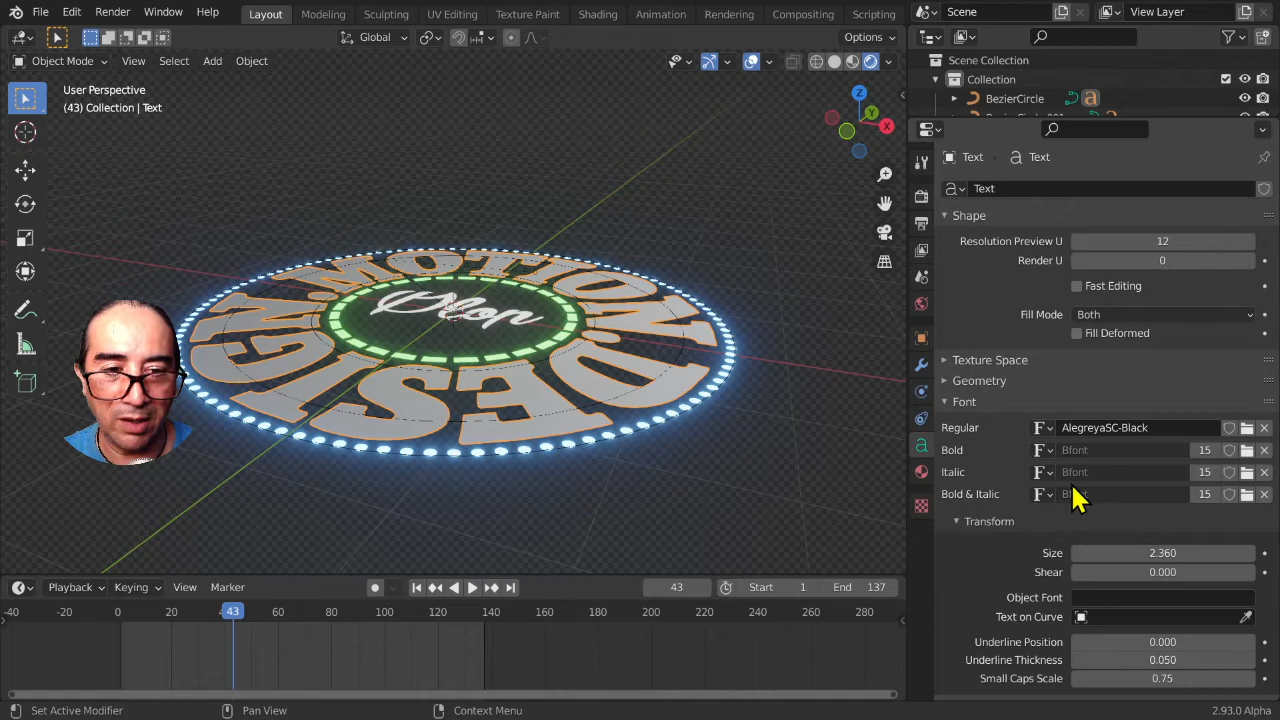 File Edit Render Window Help Layout Modeling Sculpting UV Editing Texture Paint Shading Animation Rendering Compositing Scripting Scene View Layer
Global Options
Object Mode View Select Add Object
User Perspective
(43) Collection | Text
Z
Y
X
MOTION.DESIGN.
Scene Collection
Collection
BezierCircle
Text Text
Text
Shape
Resolution Preview U 12
Render U 0
Fast Editing
Fill Mode Both
Fill Deformed
Texture Space
Geometry
Font
Regular F AlegreyaSC-Black
Bold F Bfont 15
Italic F Bfont 15
Bold & Italic F 15
Transform
Size 2.360
Shear 0.000
Object Font
Text on Curve
Underline Position 0.000
Underline Thickness 0.050
Small Caps Scale 0.75
Playback Keying View Marker 43 Start 1 End 137
-40 -20 0 20 43 60 80 100 120 140 160 180 200 220 240 260 280
Set Active Modifier Pan View Context Menu 2.93.0 Alpha